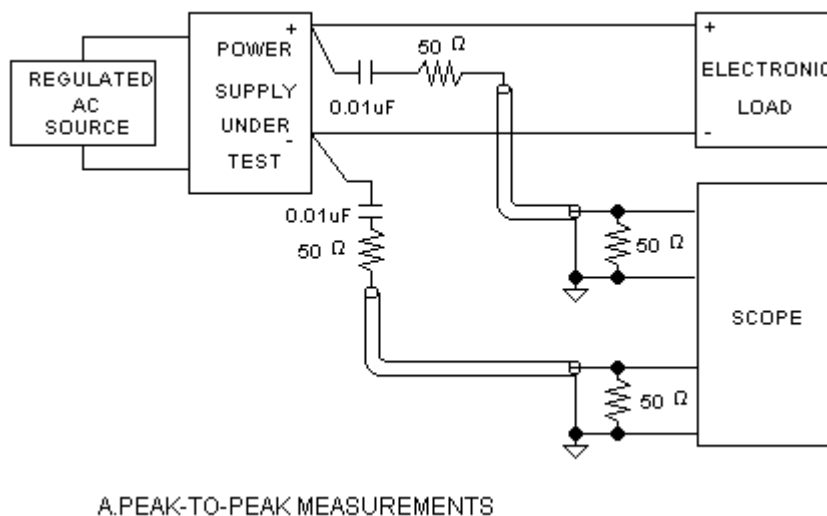 REGULATED
AC
SOURCE
+
POWER
SUPPLY
UNDER
-
TEST
50 Ω
0.01uF
+
ELECTRONIC
LOAD
-
0.01uF
50 Ω
50 Ω
SCOPE
50 Ω
A.PEAK-TO-PEAK MEASUREMENTS